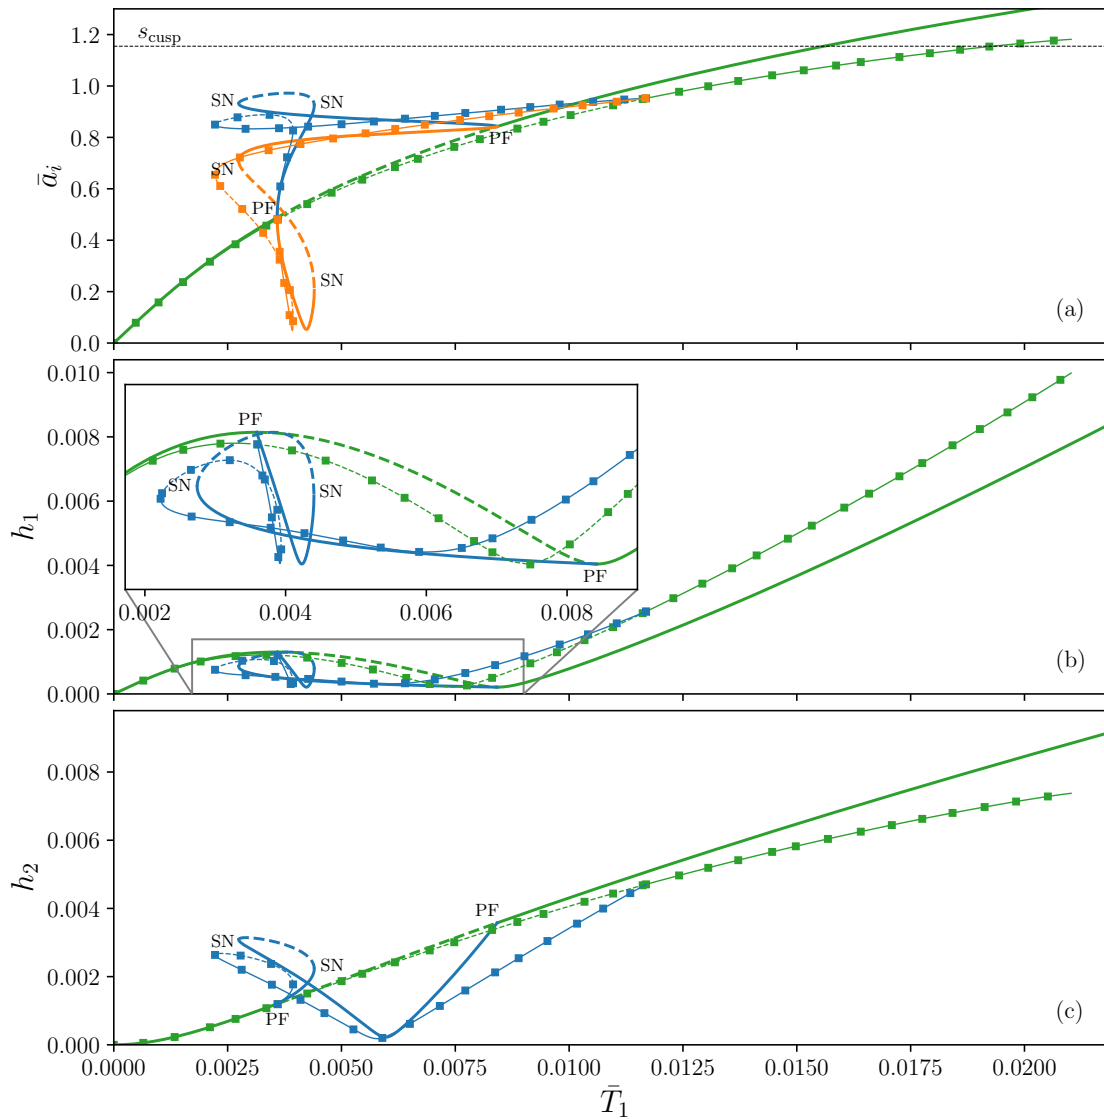 1.2
1.0
0.8
0.6
0.4
0.2
0.0
ā_i
s_cusp
SN
SN
SN
PF
PF
SN
(a)
0.010
0.008
0.006
0.004
0.002
0.000
h_1
PF
SN
SN
PF
0.002
0.004
0.006
0.008
(b)
0.008
0.006
0.004
0.002
0.000
h_2
SN
SN
PF
PF
(c)
0.0000
0.0025
0.0050
0.0075
0.0100
0.0125
0.0150
0.0175
0.0200
T̄_1